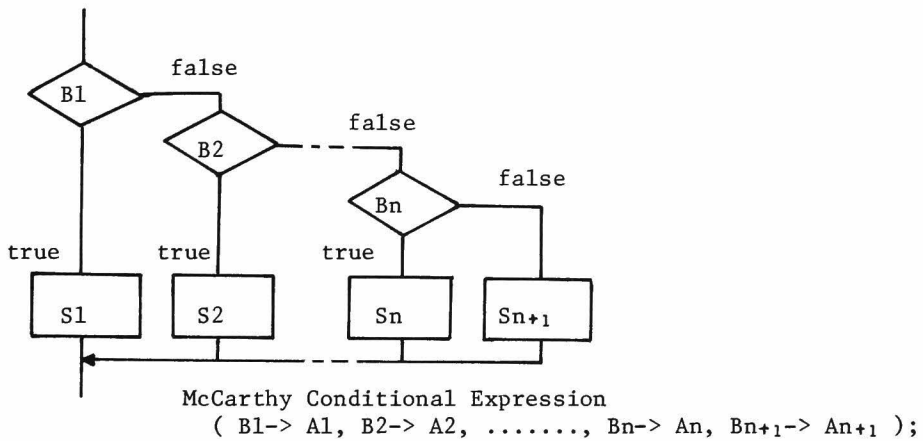 false
B1
false
B2
false
Bn
true
true
S1
S2
Sn
Sn+1
McCarthy Conditional Expression
( B1-> A1, B2-> A2, ......., Bn-> An, Bn+1-> An+1 );